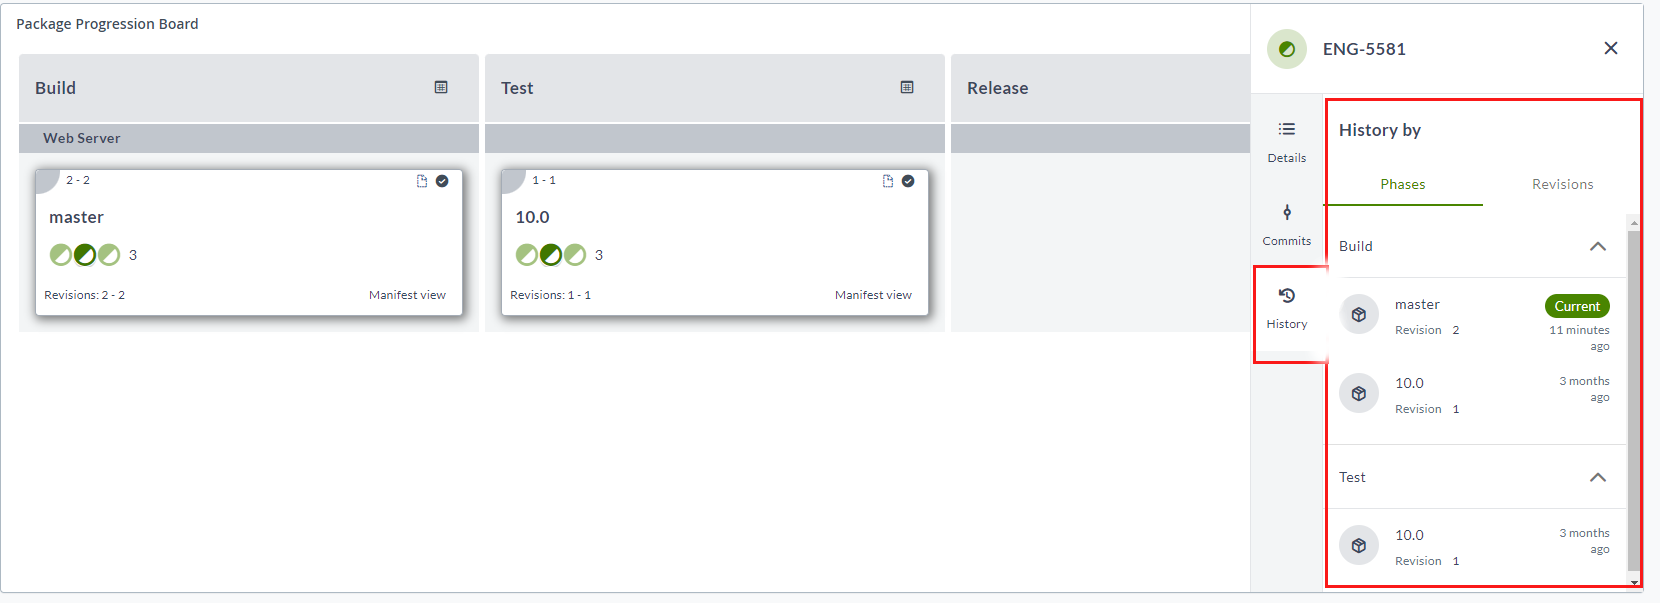 Package Progression Board
Build
Test
Release
Web Server
2 - 2
master
3
Revisions: 2 - 2
Manifest view
1 - 1
10.0
3
Revisions: 1 - 1
Manifest view
ENG-5581
Details
Commits
History
History by
Phases
Revisions
Build
master
Current
Revision 2
11 minutes
ago
10.0
3 months
ago
Revision 1
Test
10.0
3 months
ago
Revision 1